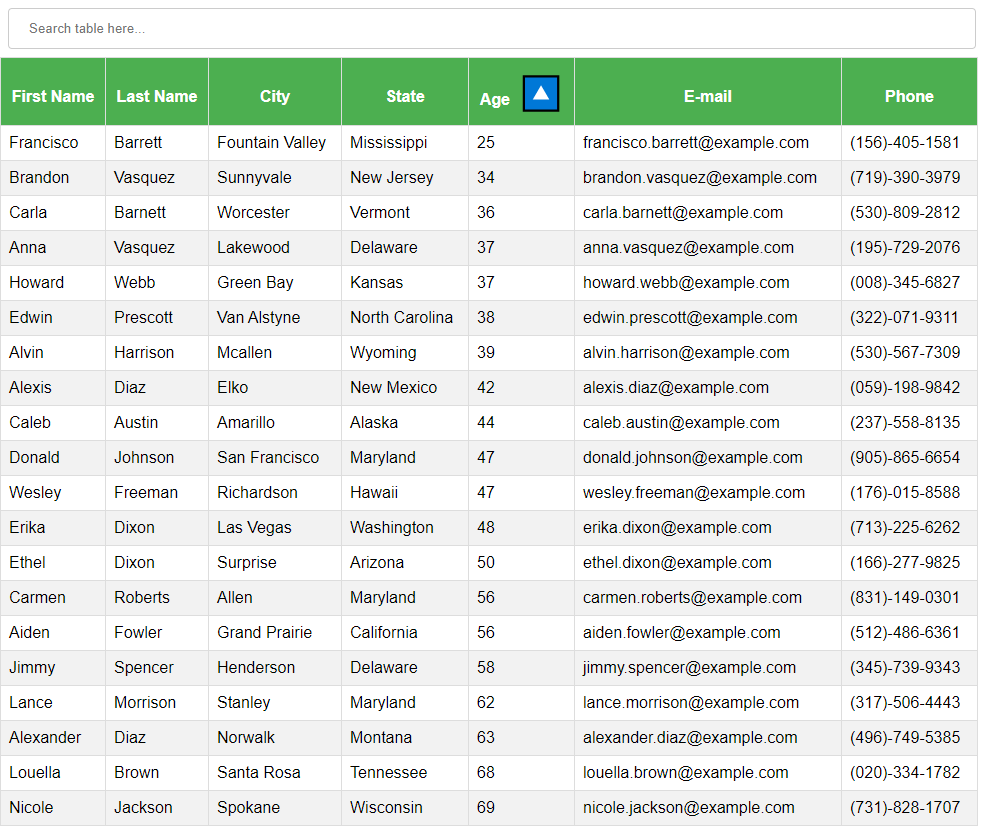 Search table here...
First Name Last Name City State Age E-mail Phone
Francisco Barrett Fountain Valley Mississippi 25 francisco.barrett@example.com (156)-405-1581
Brandon Vasquez Sunnyvale New Jersey 34 brandon.vasquez@example.com (719)-390-3979
Carla Barnett Worcester Vermont 36 carla.barnett@example.com (530)-809-2812
Anna Vasquez Lakewood Delaware 37 anna.vasquez@example.com (195)-729-2076
Howard Webb Green Bay Kansas 37 howard.webb@example.com (008)-345-6827
Edwin Prescott Van Alstyne North Carolina 38 edwin.prescott@example.com (322)-071-9311
Alvin Harrison Mcallen Wyoming 39 alvin.harrison@example.com (530)-567-7309
Alexis Diaz Elko New Mexico 42 alexis.diaz@example.com (059)-198-9842
Caleb Austin Amarillo Alaska 44 caleb.austin@example.com (237)-558-8135
Donald Johnson San Francisco Maryland 47 donald.johnson@example.com (905)-865-6654
Wesley Freeman Richardson Hawaii 47 wesley.freeman@example.com (176)-015-8588
Erika Dixon Las Vegas Washington 48 erika.dixon@example.com (713)-225-6262
Ethel Dixon Surprise Arizona 50 ethel.dixon@example.com (166)-277-9825
Carmen Roberts Allen Maryland 56 carmen.roberts@example.com (831)-149-0301
Aiden Fowler Grand Prairie California 56 aiden.fowler@example.com (512)-486-6361
Jimmy Spencer Henderson Delaware 58 jimmy.spencer@example.com (345)-739-9343
Lance Morrison Stanley Maryland 62 lance.morrison@example.com (317)-506-4443
Alexander Diaz Norwalk Montana 63 alexander.diaz@example.com (496)-749-5385
Louella Brown Santa Rosa Tennessee 68 louella.brown@example.com (020)-334-1782
Nicole Jackson Spokane Wisconsin 69 nicole.jackson@example.com (731)-828-1707